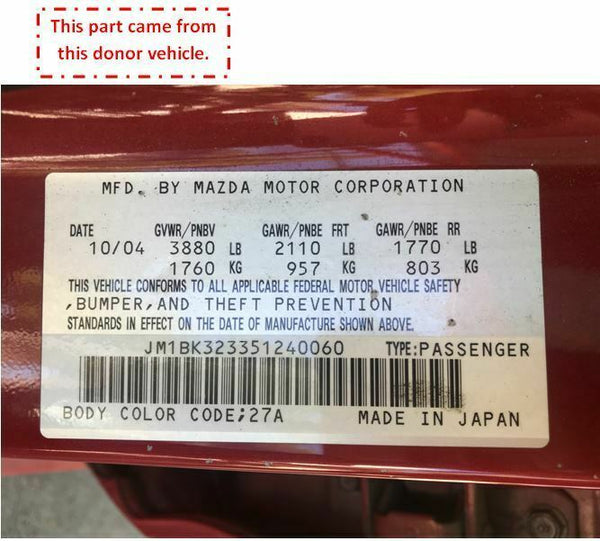 This part came from
this donor vehicle.
MFD. BY MAZDA MOTOR CORPORATION
DATE GVWR/PNBV GAWR/PNBE FRT GAWR/PNBE RR
10/04 3880 LB 2110 LB 1770 LB
1760 KG 957 KG 803 KG
THIS VEHICLE CONFORMS TO ALL APPLICABLE FEDERAL MOTOR VEHICLE SAFETY
,BUMPER,AND THEFT PREVENTION
STANDARDS IN EFFECT ON THE DATE OF MANUFACTURE SHOWN ABOVE.
JM1BK323351240060 TYPE:PASSENGER
BODY COLOR CODE;27A MADE IN JAPAN